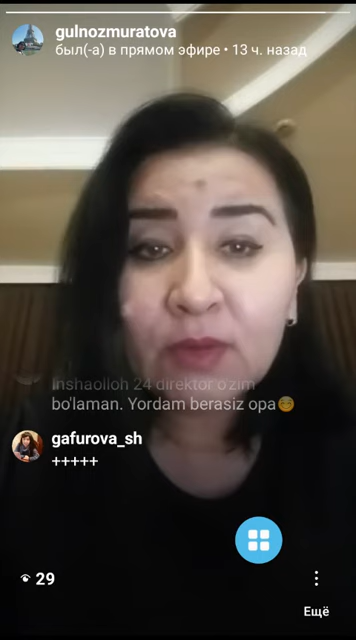 gulnozmuratova
был(-а) в прямом эфире • 13 ч. назад
Inshaolloh 24 direktor o'zim
bo'laman. Yordam berasiz opa😊
gafurova_sh
+++++
29
Ещё